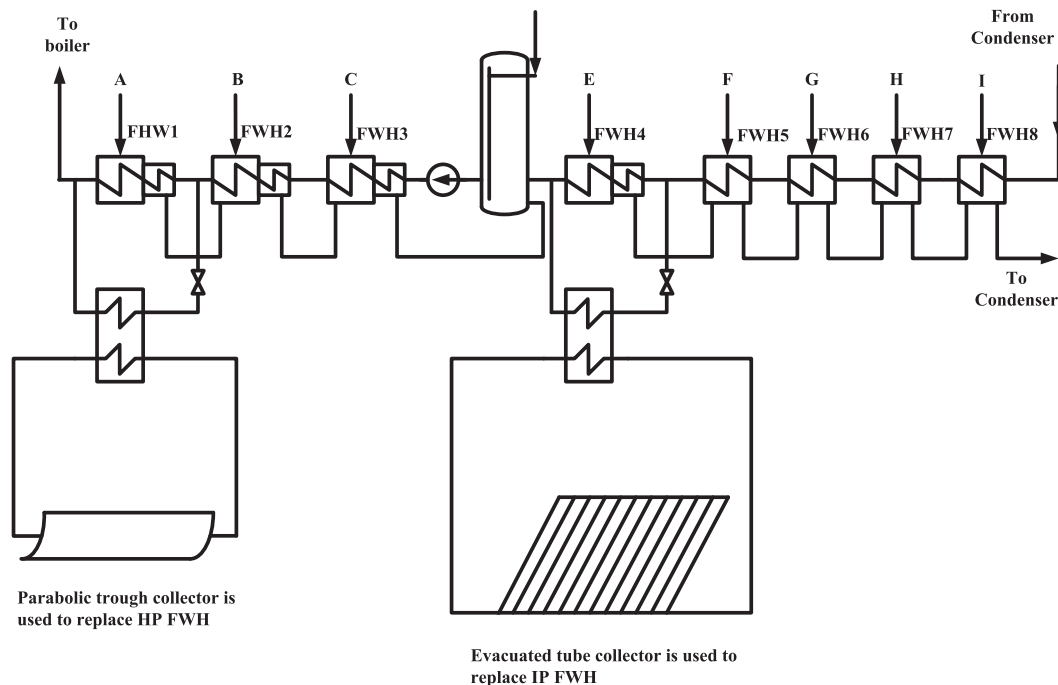 To
boiler
From
Condenser
A
B
C
E
F
G
H
I
FHW1
FWH2
FWH3
FWH4
FWH5
FWH6
FWH7
FWH8
To
Condenser
Parabolic trough collector is
used to replace HP FWH
Evacuated tube collector is used to
replace IP FWH